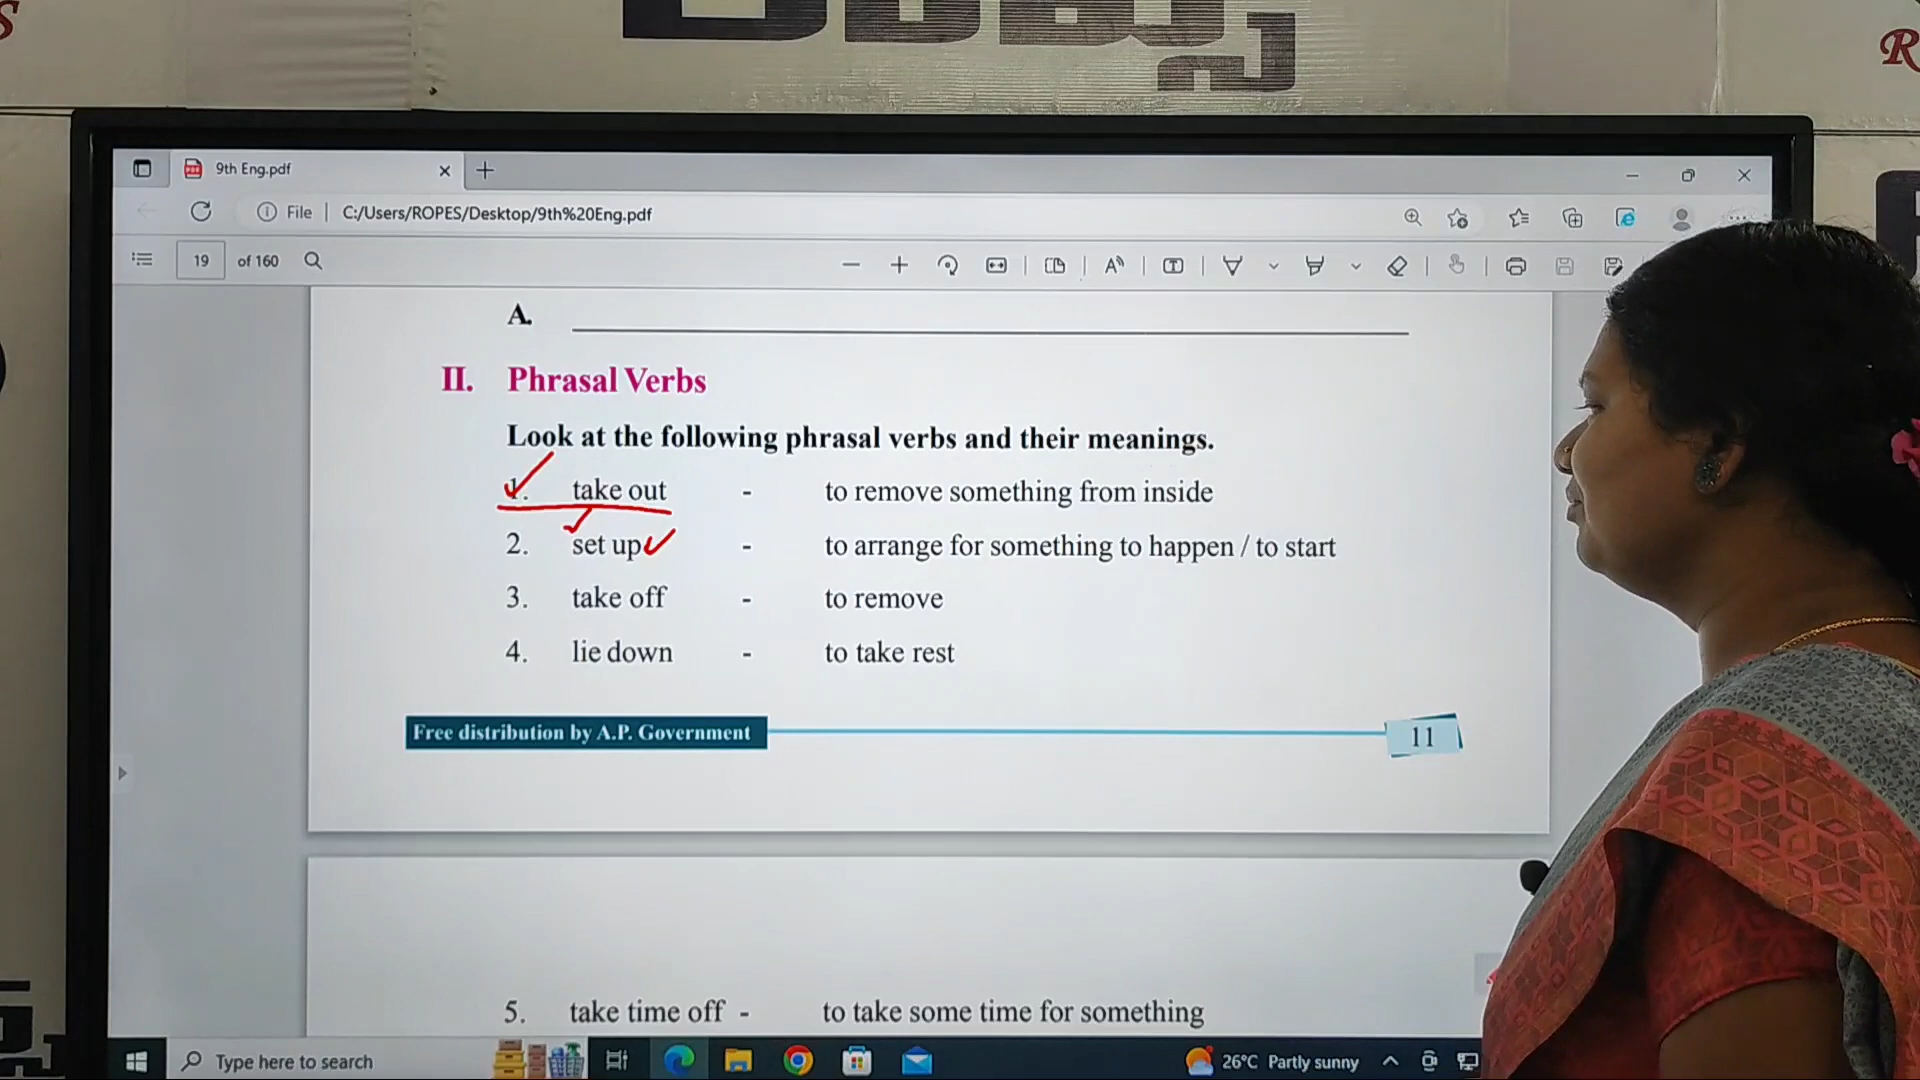 9th Eng.pdf
File | C:/Users/ROPES/Desktop/9th%20Eng.pdf
19 of 160
A.
II. Phrasal Verbs
Look at the following phrasal verbs and their meanings.
1. take out - to remove something from inside
2. set up - to arrange for something to happen / to start
3. take off - to remove
4. lie down - to take rest
Free distribution by A.P. Government 11
5. take time off - to take some time for something
Type here to search 26°C Partly sunny